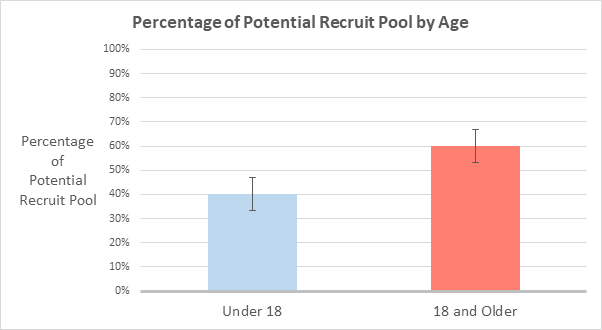 Percentage of Potential Recruit Pool by Age
100%
90%
80%
70%
60%
50%
40%
30%
20%
10%
0%
Percentage
of
Potential
Recruit Pool
Under 18
18 and Older